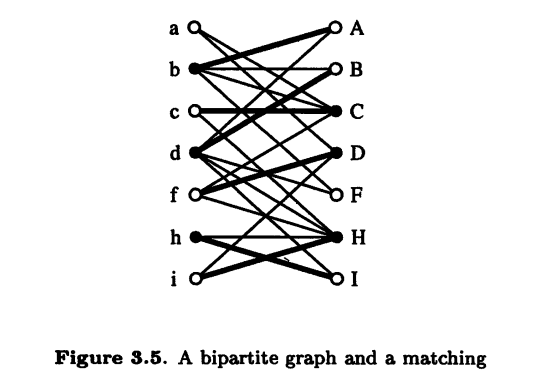 a A
b B
c C
d D
f F
h H
i I
Figure 3.5. A bipartite graph and a matching